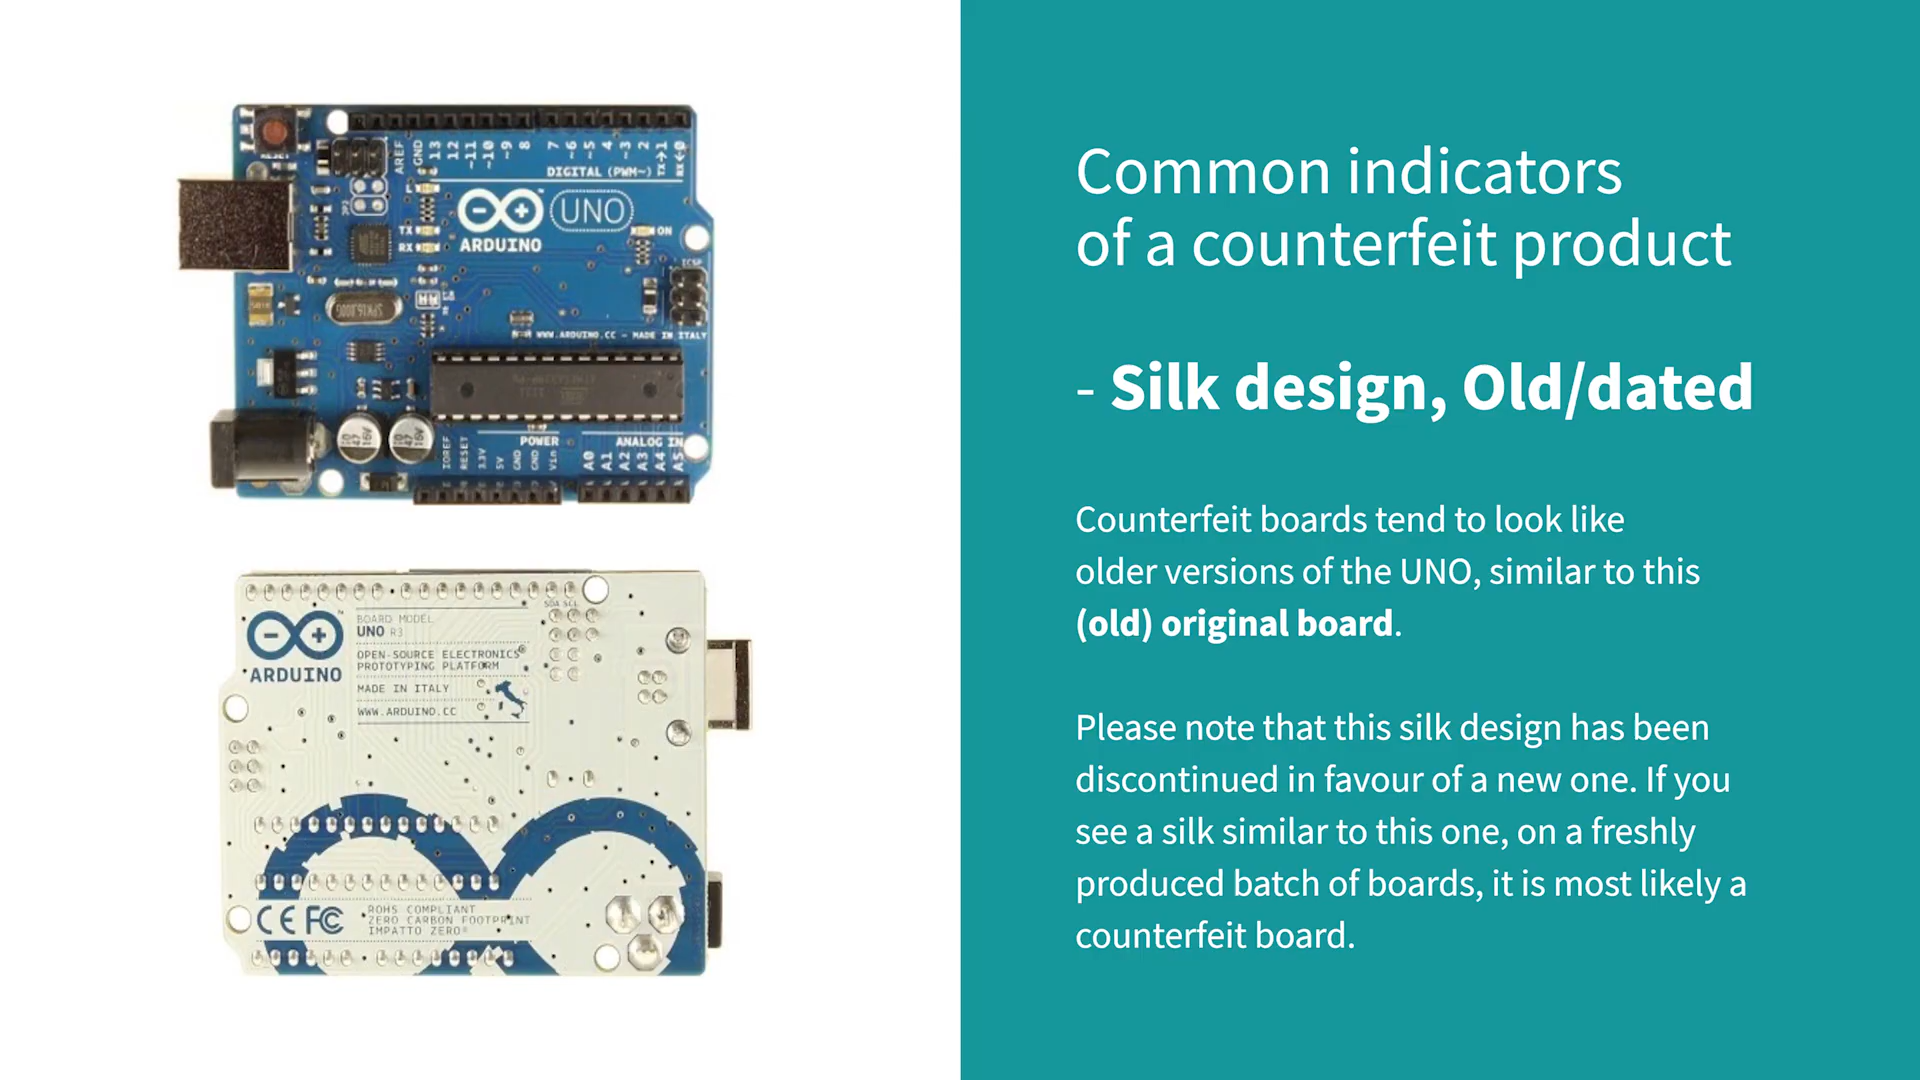 RESET
AREF
GND
13
12
~11
~10
~9
8
7
~6
~5
4
~3
2
TX→1
RX←0
DIGITAL (PWM~)
L
TX
RX
ARDUINO
UNO
ON
ICSP
SPK16.000G
WWW.ARDUINO.CC – MADE IN ITALY
47
16V
47
16V
POWER
ANALOG IN
IOREF
RESET
3.3V
5V
GND
GND
Vin
A0
A1
A2
A3
A4
A5
ARDUINO
BOARD MODEL
UNO R3
OPEN-SOURCE ELECTRONICS
PROTOTYPING PLATFORM
MADE IN ITALY
WWW.ARDUINO.CC
SDA SCL
CE FC
ROHS COMPLIANT
ZERO CARBON FOOTPRINT
IMPATTO ZERO®
Common indicators
of a counterfeit product
- Silk design, Old/dated
Counterfeit boards tend to look like
older versions of the UNO, similar to this
(old) original board.
Please note that this silk design has been
discontinued in favour of a new one. If you
see a silk similar to this one, on a freshly
produced batch of boards, it is most likely a
counterfeit board.